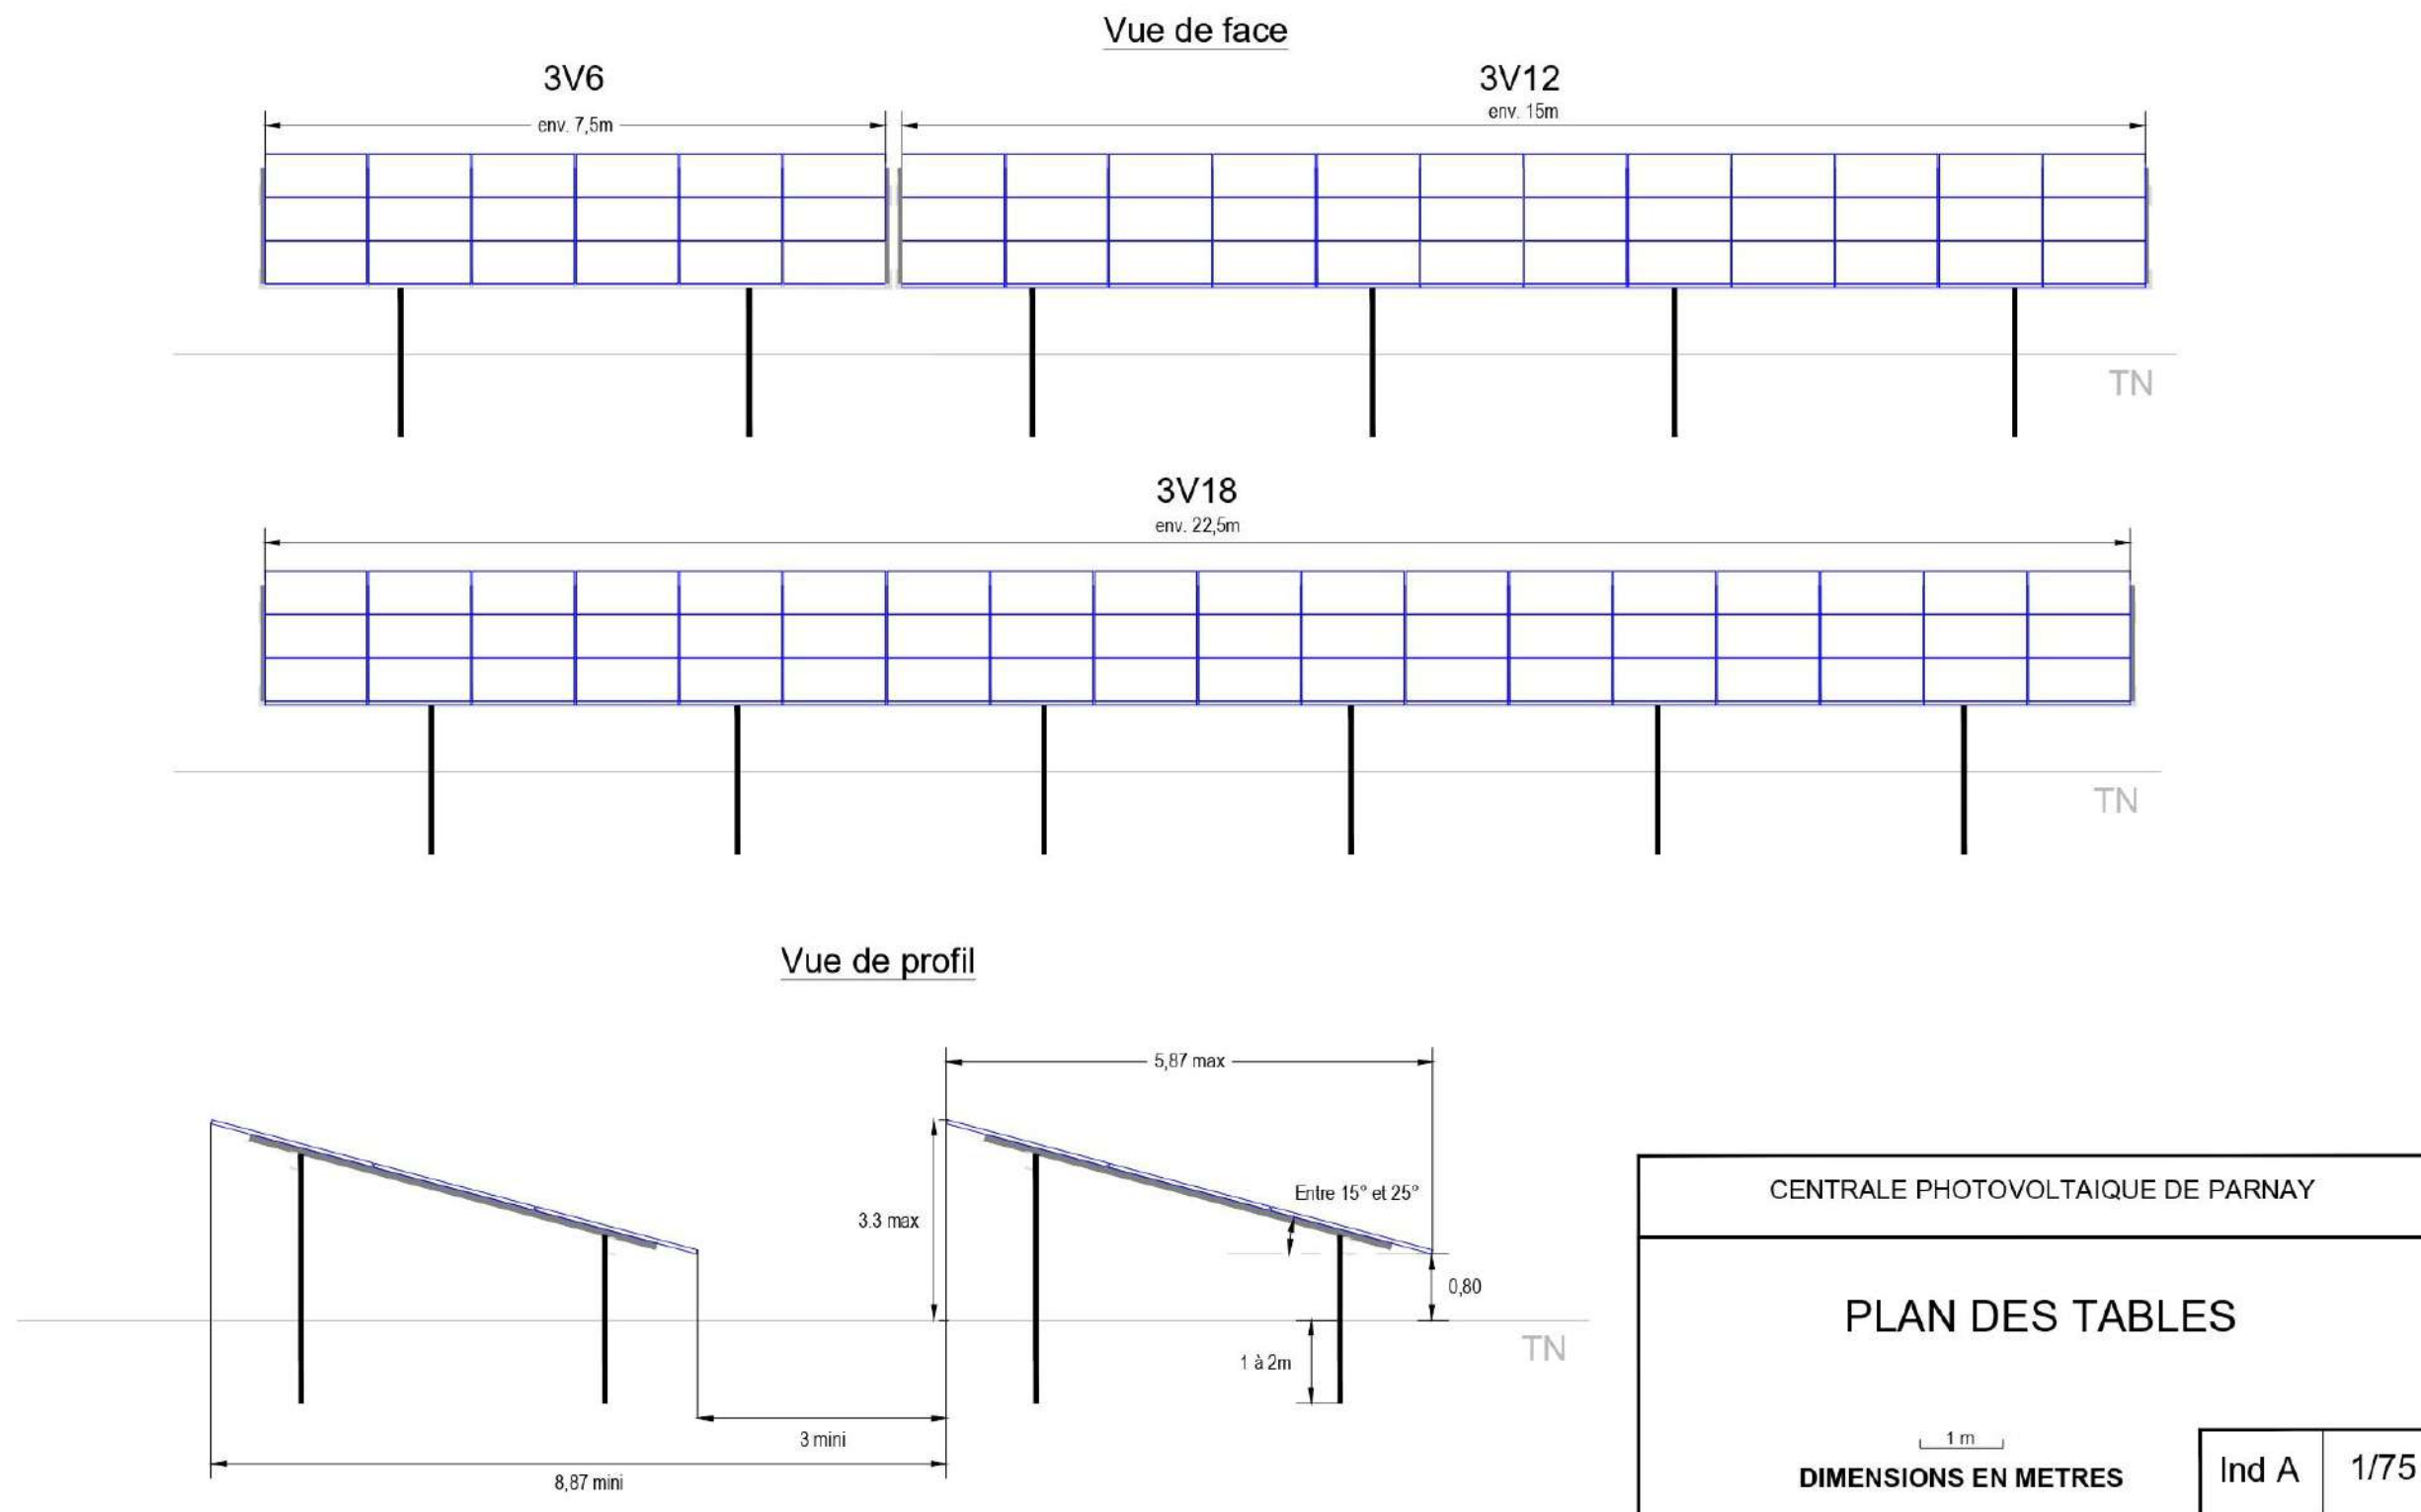 Vue de face
3V6
3V12
env. 7,5m
env. 15m
TN
3V18
env. 22,5m
TN
Vue de profil
5,87 max
Entre 15° et 25°
3.3 max
0,80
1 à 2m
TN
3 mini
8,87 mini
CENTRALE PHOTOVOLTAIQUE DE PARNAY
PLAN DES TABLES
1 m
DIMENSIONS EN METRES
Ind A
1/75